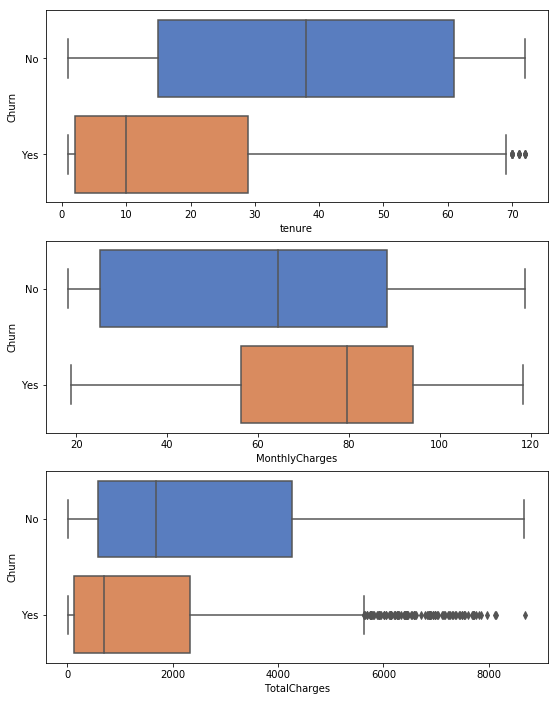 Churn
No
Yes
0 10 20 30 40 50 60 70
tenure
Churn
No
Yes
20 40 60 80 100 120
MonthlyCharges
Churn
No
Yes
0 2000 4000 6000 8000
TotalCharges